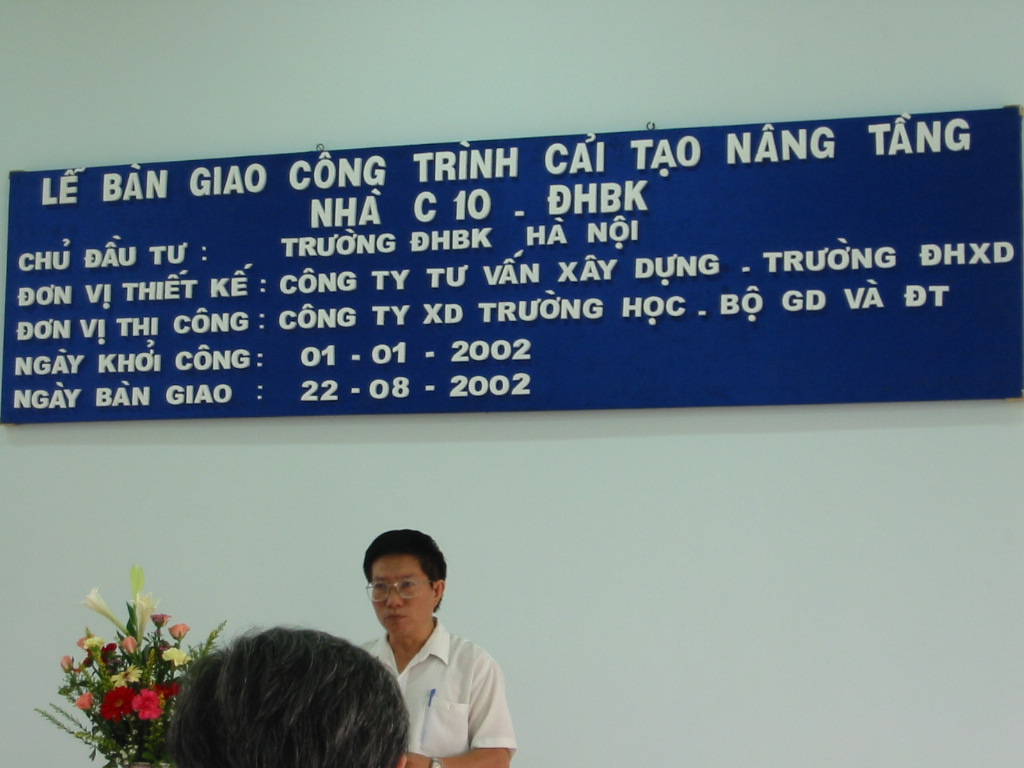 LỄ BÀN GIAO CÔNG TRÌNH CẢI TẠO NÂNG TẦNG
NHÀ C 10 - ĐHBK
CHỦ ĐẦU TƯ : TRƯỜNG ĐHBK HÀ NỘI
ĐƠN VỊ THIẾT KẾ : CÔNG TY TƯ VẤN XÂY DỰNG - TRƯỜNG ĐHXD
ĐƠN VỊ THI CÔNG : CÔNG TY XD TRƯỜNG HỌC - BỘ GD VÀ ĐT
NGÀY KHỞI CÔNG : 01 - 01 - 2002
NGÀY BÀN GIAO : 22 - 08 - 2002